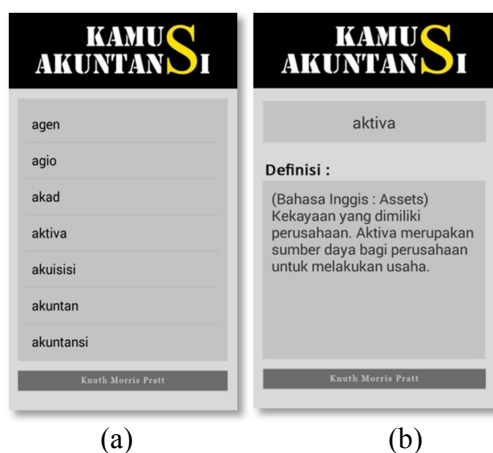 KAMUS
AKUNTANSI
agen
agio
akad
aktiva
akuisisi
akuntan
akuntansi
Knuth Morris Pratt
(a)
KAMUS
AKUNTANSI
aktiva
Definisi :
(Bahasa Inggis : Assets)
Kekayaan yang dimiliki
perusahaan. Aktiva merupakan
sumber daya bagi perusahaan
untuk melakukan usaha.
Knuth Morris Pratt
(b)